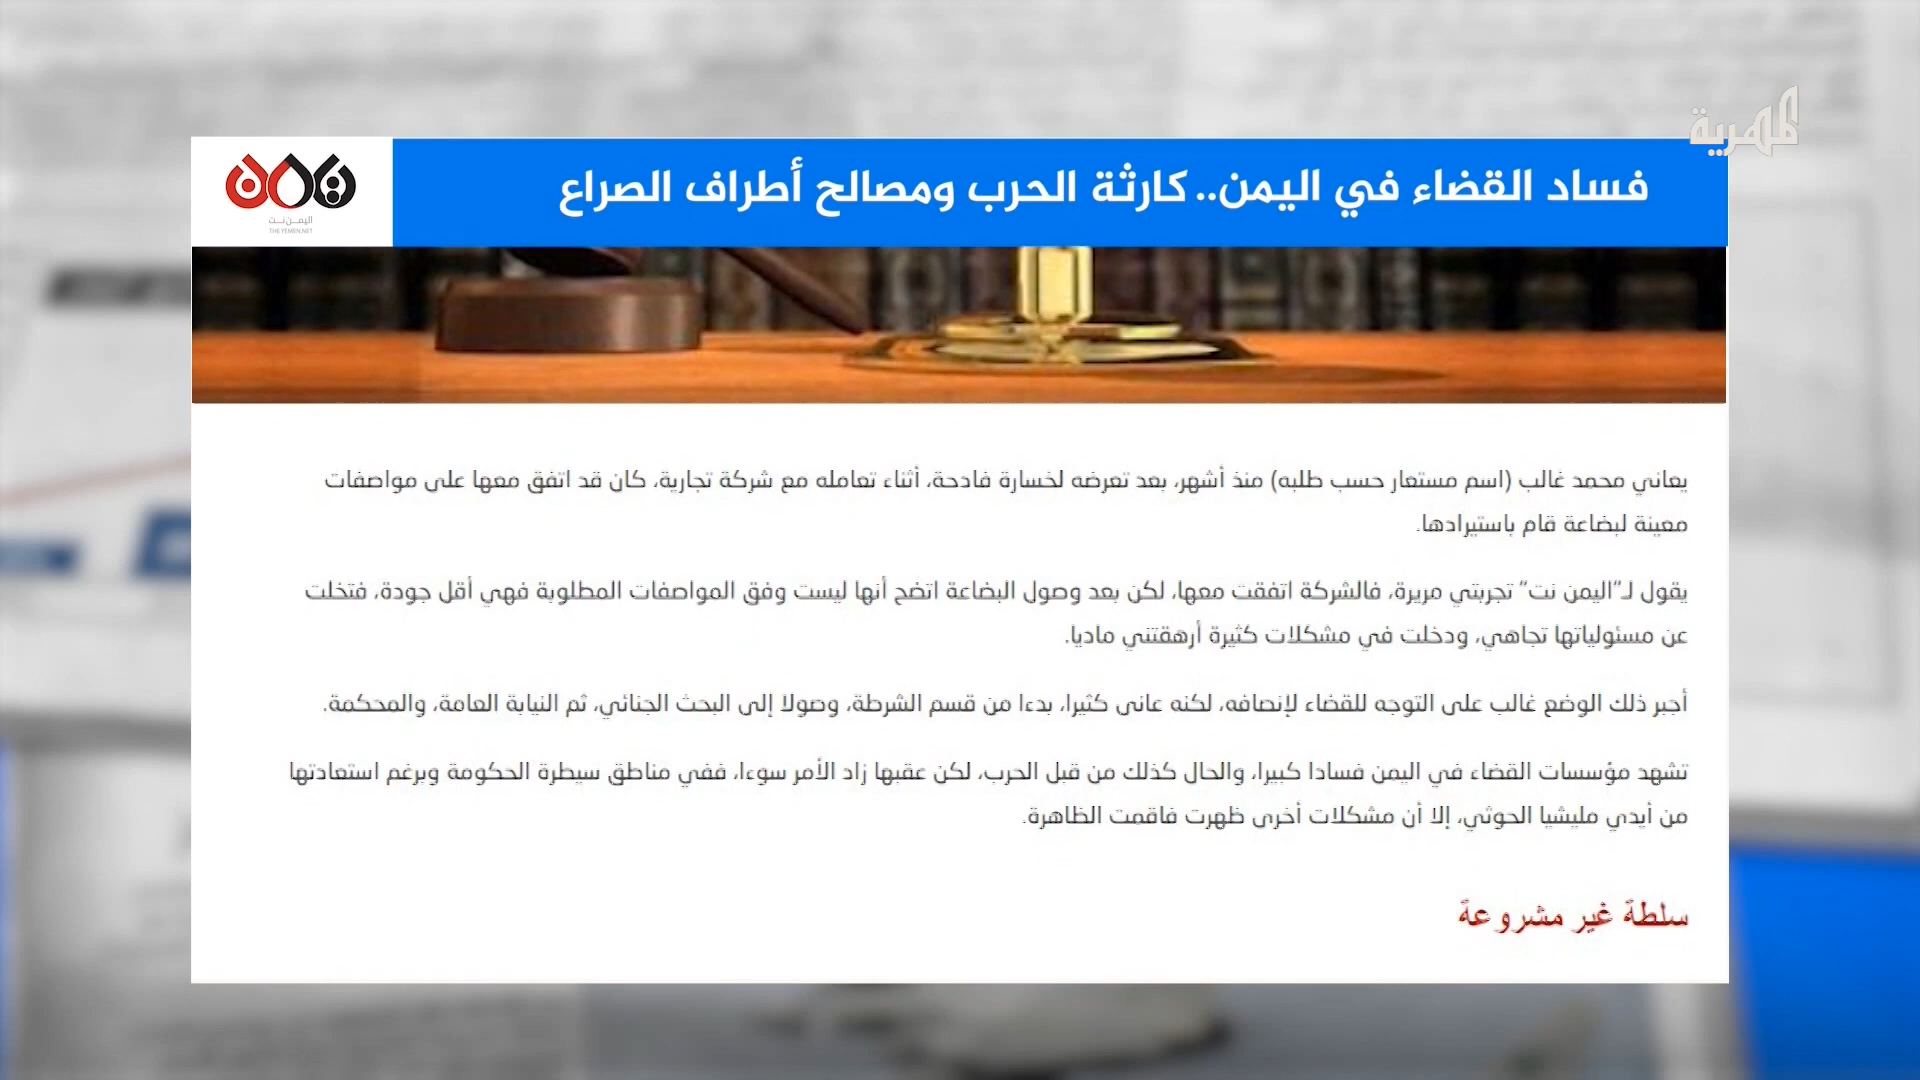 المهرية
فساد القضاء في اليمن.. كارثة الحرب ومصالح أطراف الصراع
اليمن نت
THE YEMEN.NET
يعاني محمد غالب (اسم مستعار حسب طلبه) منذ أشهر، بعد تعرضه لخسارة فادحة، أثناء تعامله مع شركة تجارية، كان قد اتفق معها على مواصفات
معينة لبضاعة قام باستيرادها.
يقول لـ"اليمن نت" تجربتي مريرة، فالشركة اتفقت معها، لكن بعد وصول البضاعة اتضح أنها ليست وفق المواصفات المطلوبة فهي أقل جودة، فتخلت
عن مسئولياتها تجاهي، ودخلت في مشكلات كثيرة أرهقتني ماديا.
أجبر ذلك الوضع غالب على التوجه للقضاء لإنصافه، لكنه عانى كثيرا، بدءا من قسم الشرطة، وصولا إلى البحث الجنائي، ثم النيابة العامة، والمحكمة.
تشهد مؤسسات القضاء في اليمن فسادا كبيرا، والحال كذلك من قبل الحرب، لكن عقبها زاد الأمر سوءا، ففي مناطق سيطرة الحكومة وبرغم استعادتها
من أيدي مليشيا الحوثي، إلا أن مشكلات أخرى ظهرت فاقمت الظاهرة.
سلطة غير مشروعة